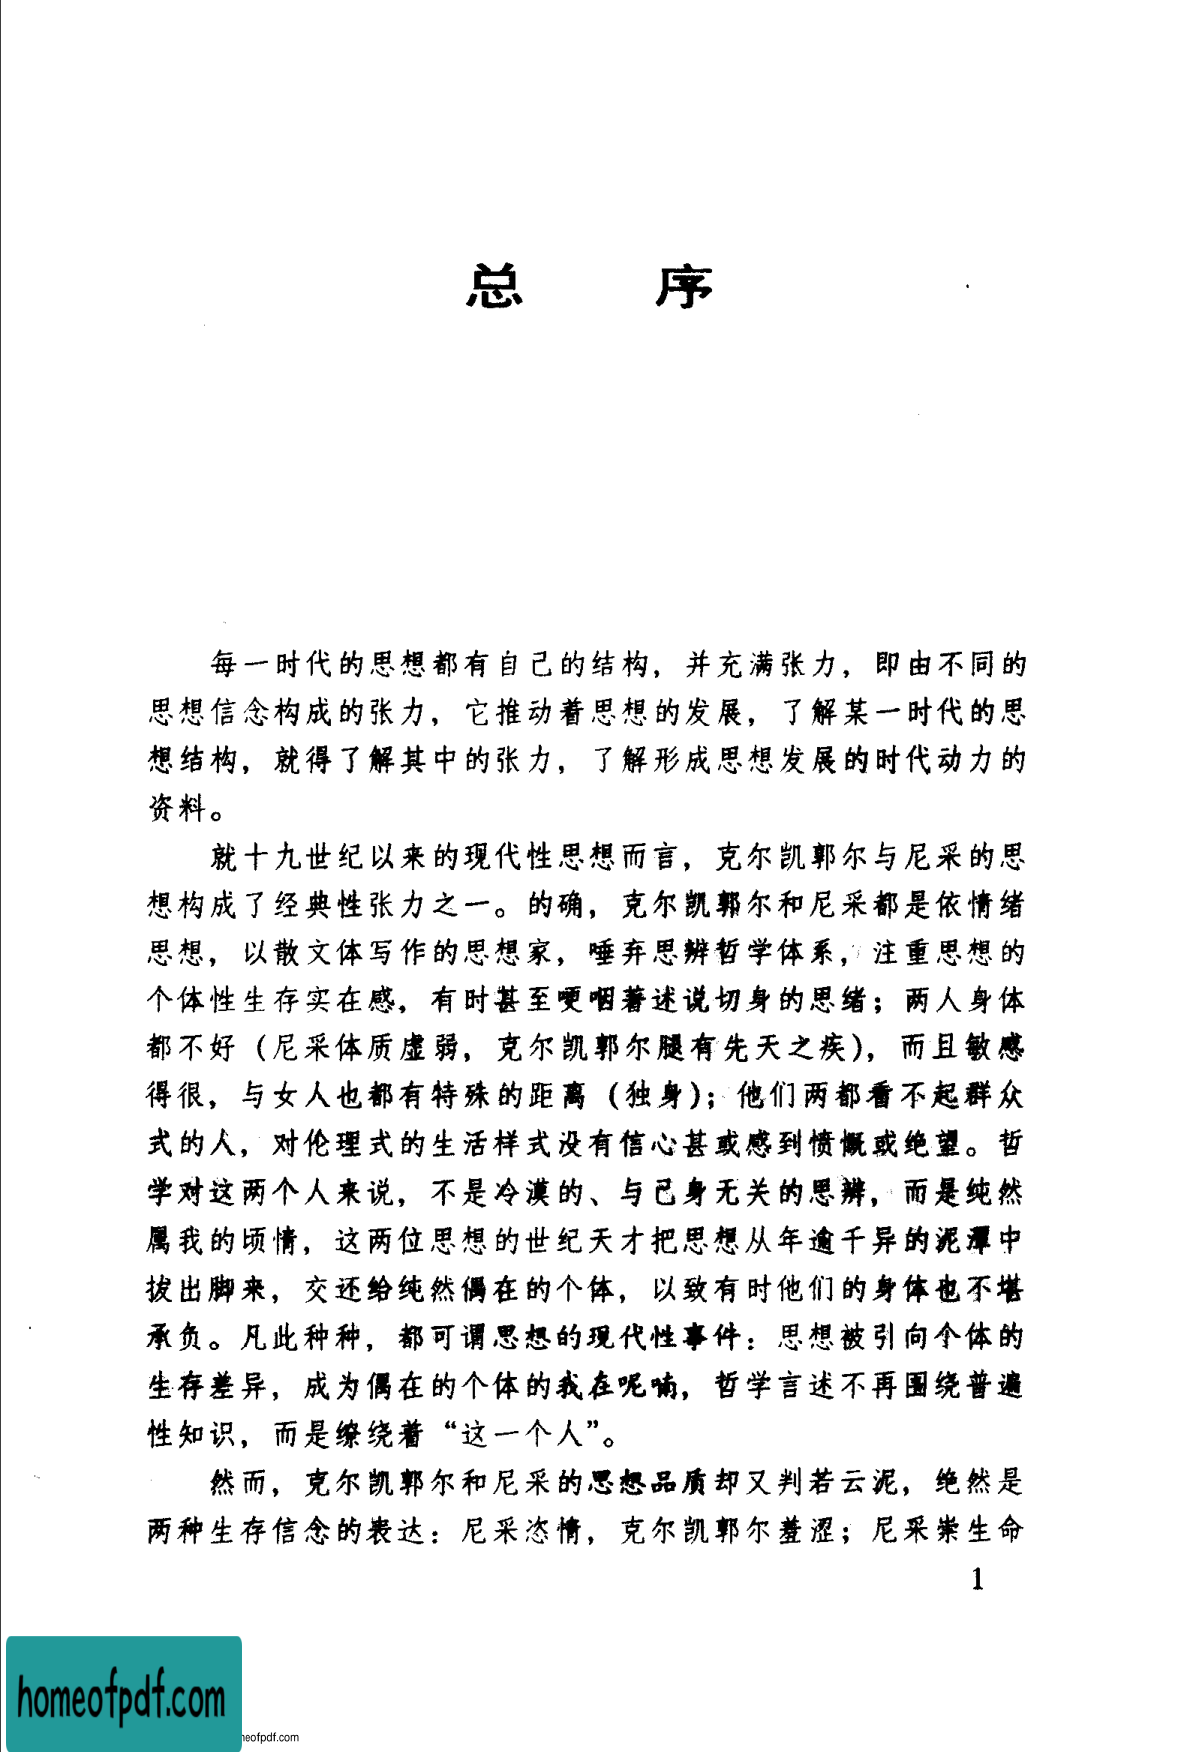 总 序
每一时代的思想都有自己的结构，并充满张力，即由不同的
思想信念构成的张力，它推动着思想的发展，了解某一时代的思
想结构，就得了解其中的张力，了解形成思想发展的时代动力的
资料。
就十九世纪以来的现代性思想而言，克尔凯郭尔与尼采的思
想构成了经典性张力之一。的确，克尔凯郭尔和尼采都是依情绪
思想，以散文体写作的思想家，唾弃思辨哲学体系，注重思想的
个体性生存实在感，有时甚至哽咽著述说切身的思绪；两人身体
都不好（尼采体质虚弱，克尔凯郭尔腿有先天之疾），而且敏感
得很，与女人也都有特殊的距离（独身）；他们两都看不起群众
式的人，对伦理式的生活样式没有信心甚或感到愤慨或绝望。哲
学对这两个人来说，不是冷漠的、与己身无关的思辨，而是纯然
属我的顷情，这两位思想的世纪天才把思想从年逾千异的泥潭中
拔出脚来，交还给纯然偶在的个体，以致有时他们的身体也不堪
承负。凡此种种，都可谓思想的现代性事件：思想被引向个体的
生存差异，成为偶在的个体的我在呢喃，哲学言述不再围绕普遍
性知识，而是缭绕着“这一个人”。
然而，克尔凯郭尔和尼采的思想品质却又判若云泥，绝然是
两种生存信念的表达：尼采恣情，克尔凯郭尔羞涩；尼采崇生命
1
homeofpdf.com
neofpdf.com